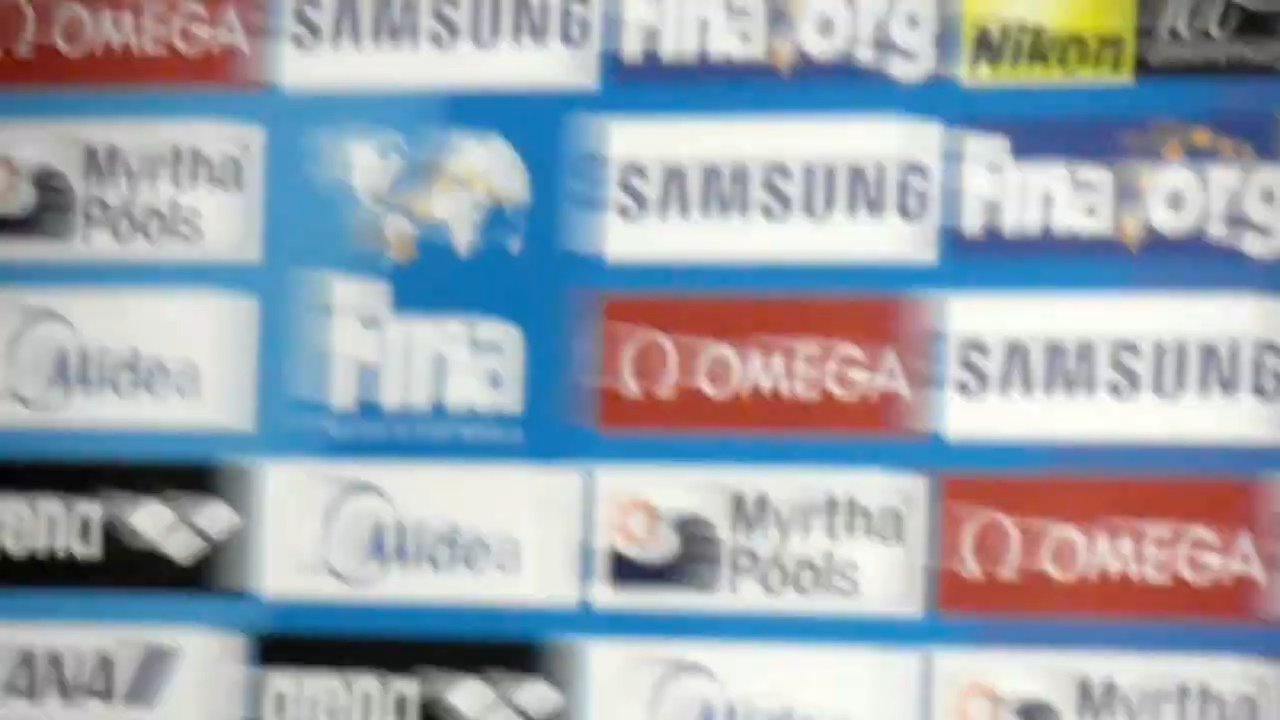 Ω OMEGA
SAMSUNG
Fina.org
Nikon
Myrtha
Pools
SAMSUNG
Fina.org
Midea
Fina
Ω OMEGA
SAMSUNG
arena
Midea
Myrtha
Pools
Ω OMEGA
ANA
arena
Midea
Myrtha